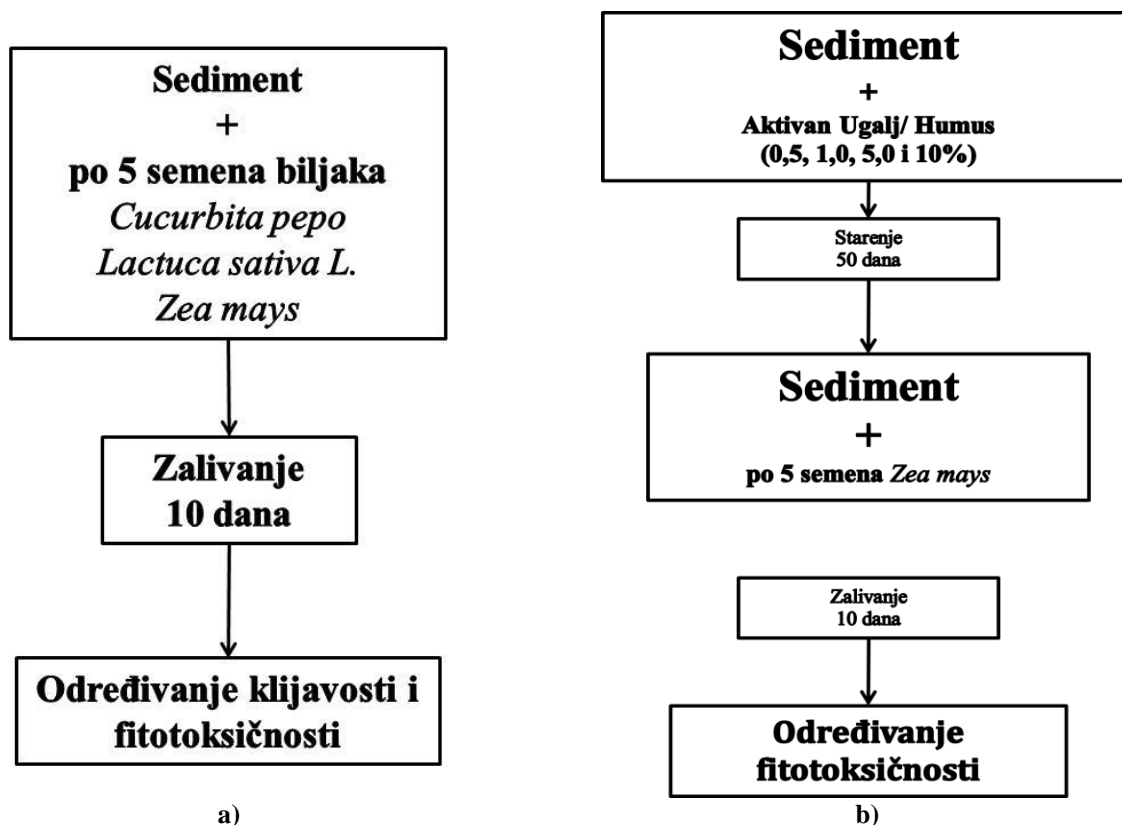 Sediment
+
po 5 semena biljaka
Cucurbita pepo
Lactuca sativa L.
Zea mays
Zalivanje
10 dana
Određivanje klijavosti i
fitotoksičnosti
a)
Sediment
+
Aktivan Ugalj/ Humus
(0,5, 1,0, 5,0 i 10%)
Starenje
50 dana
Sediment
+
po 5 semena Zea mays
Zalivanje
10 dana
Određivanje
fitotoksičnosti
b)